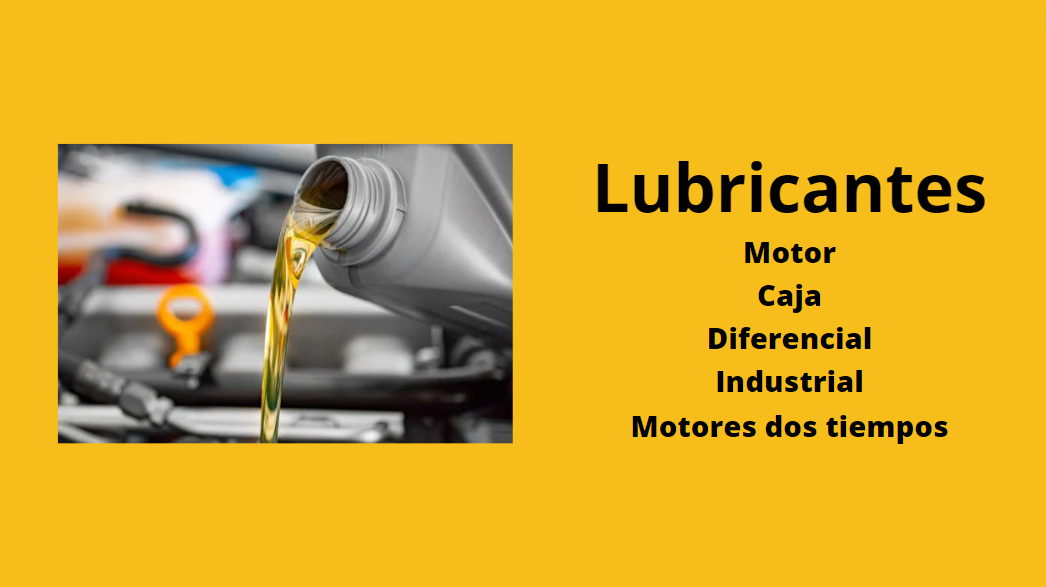 Lubricantes
Motor
Caja
Diferencial
Industrial
Motores dos tiempos